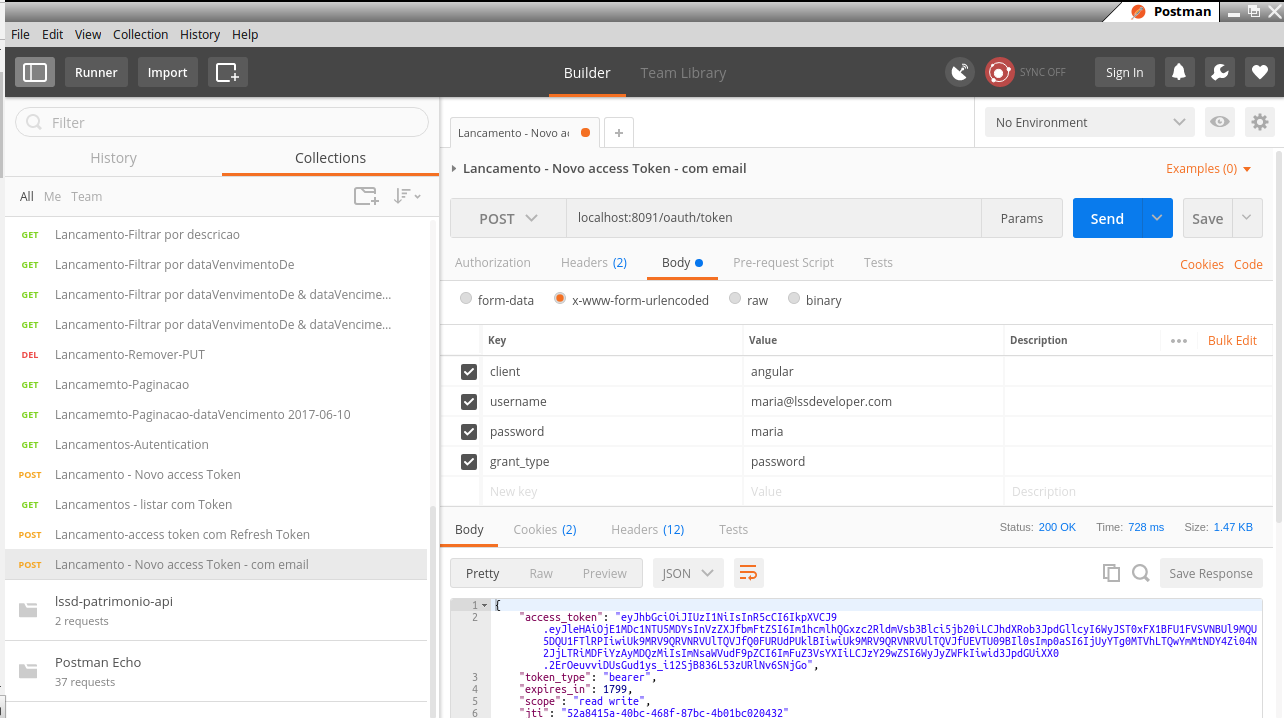 Postman
File Edit View Collection History Help
Runner Import Builder Team Library SYNC OFF Sign In
Filter
History Collections
All Me Team
GET Lancamento-Filtrar por descricao
GET Lancamento-Filtrar por dataVenvimentoDe
GET Lancamento-Filtrar por dataVenvimentoDe & dataVencime...
GET Lancamento-Filtrar por dataVenvimentoDe & dataVencime...
DEL Lancamento-Remover-PUT
GET Lancamemto-Paginacao
GET Lancamemto-Paginacao-dataVencimento 2017-06-10
GET Lancamentos-Autentication
POST Lancamento - Novo access Token
GET Lancamentos - listar com Token
POST Lancamento-access token com Refresh Token
POST Lancamento - Novo access Token - com email
lssd-patrimonio-api
2 requests
Postman Echo
37 requests
Lancamento - Novo ac +
No Environment
Lancamento - Novo access Token - com email Examples (0)
POST localhost:8091/oauth/token Params Send Save
Authorization Headers (2) Body Pre-request Script Tests Cookies Code
form-data x-www-form-urlencoded raw binary
Key Value Description ••• Bulk Edit
client angular
username maria@lssdeveloper.com
password maria
grant_type password
New key Value Description
Body Cookies (2) Headers (12) Tests Status: 200 OK Time: 728 ms Size: 1.47 KB
Pretty Raw Preview JSON Save Response
1 {
2 "access_token": "eyJhbGciOiJIUzI1NiIsInR5cCI6IkpXVCJ9
3 "token_type": "bearer",
4 "expires_in": 1799,
5 "scope": "read write",
6 "jti": "52a8415a-40bc-468f-87bc-4b01bc020432"